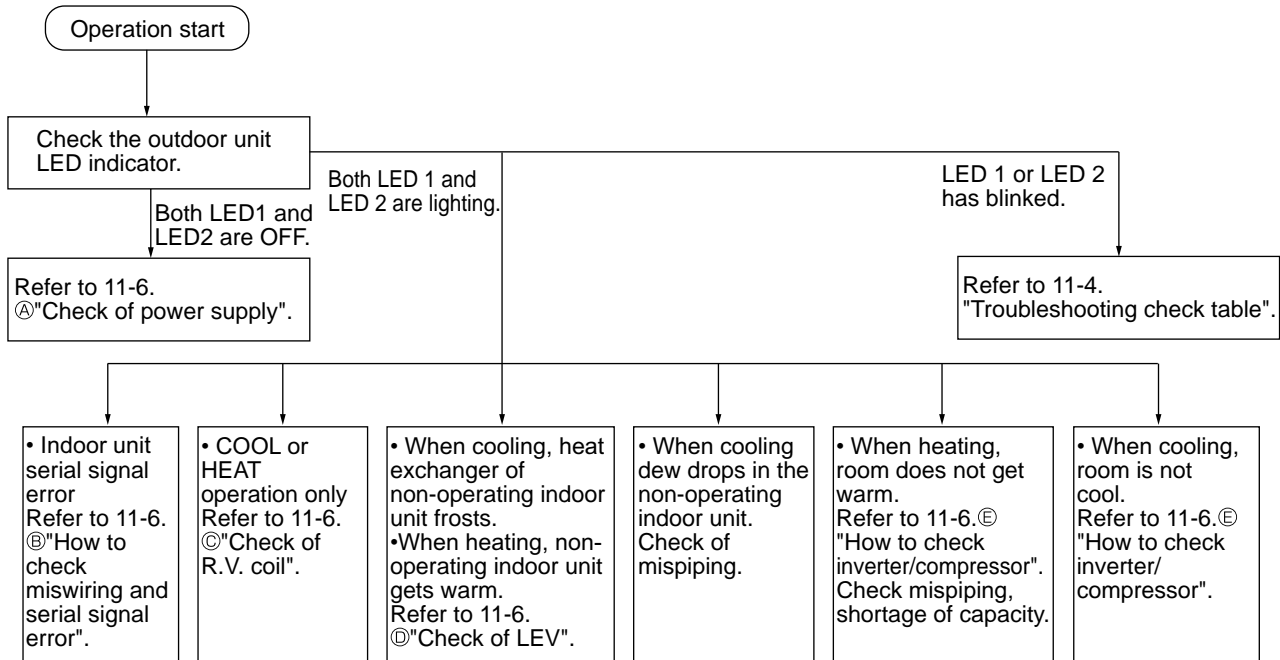 Operation start
Check the outdoor unit
LED indicator.
Both LED 1 and
LED 2 are lighting.
LED 1 or LED 2
has blinked.
Both LED1 and
LED2 are OFF.
Refer to 11-6.
Ⓐ"Check of power supply".
Refer to 11-4.
"Troubleshooting check table".
• Indoor unit
serial signal
error
Refer to 11-6.
Ⓑ"How to
check
miswiring and
serial signal
error".
• COOL or
HEAT
operation only
Refer to 11-6.
Ⓒ"Check of
R.V. coil".
• When cooling, heat
exchanger of
non-operating indoor
unit frosts.
•When heating, non-
operating indoor unit
gets warm.
Refer to 11-6.
Ⓓ"Check of LEV".
• When cooling
dew drops in the
non-operating
indoor unit.
Check of
mispiping.
• When heating,
room does not get
warm.
Refer to 11-6.Ⓔ
"How to check
inverter/compressor".
Check mispiping,
shortage of capacity.
• When cooling,
room is not
cool.
Refer to 11-6.Ⓔ
"How to check
inverter/
compressor".